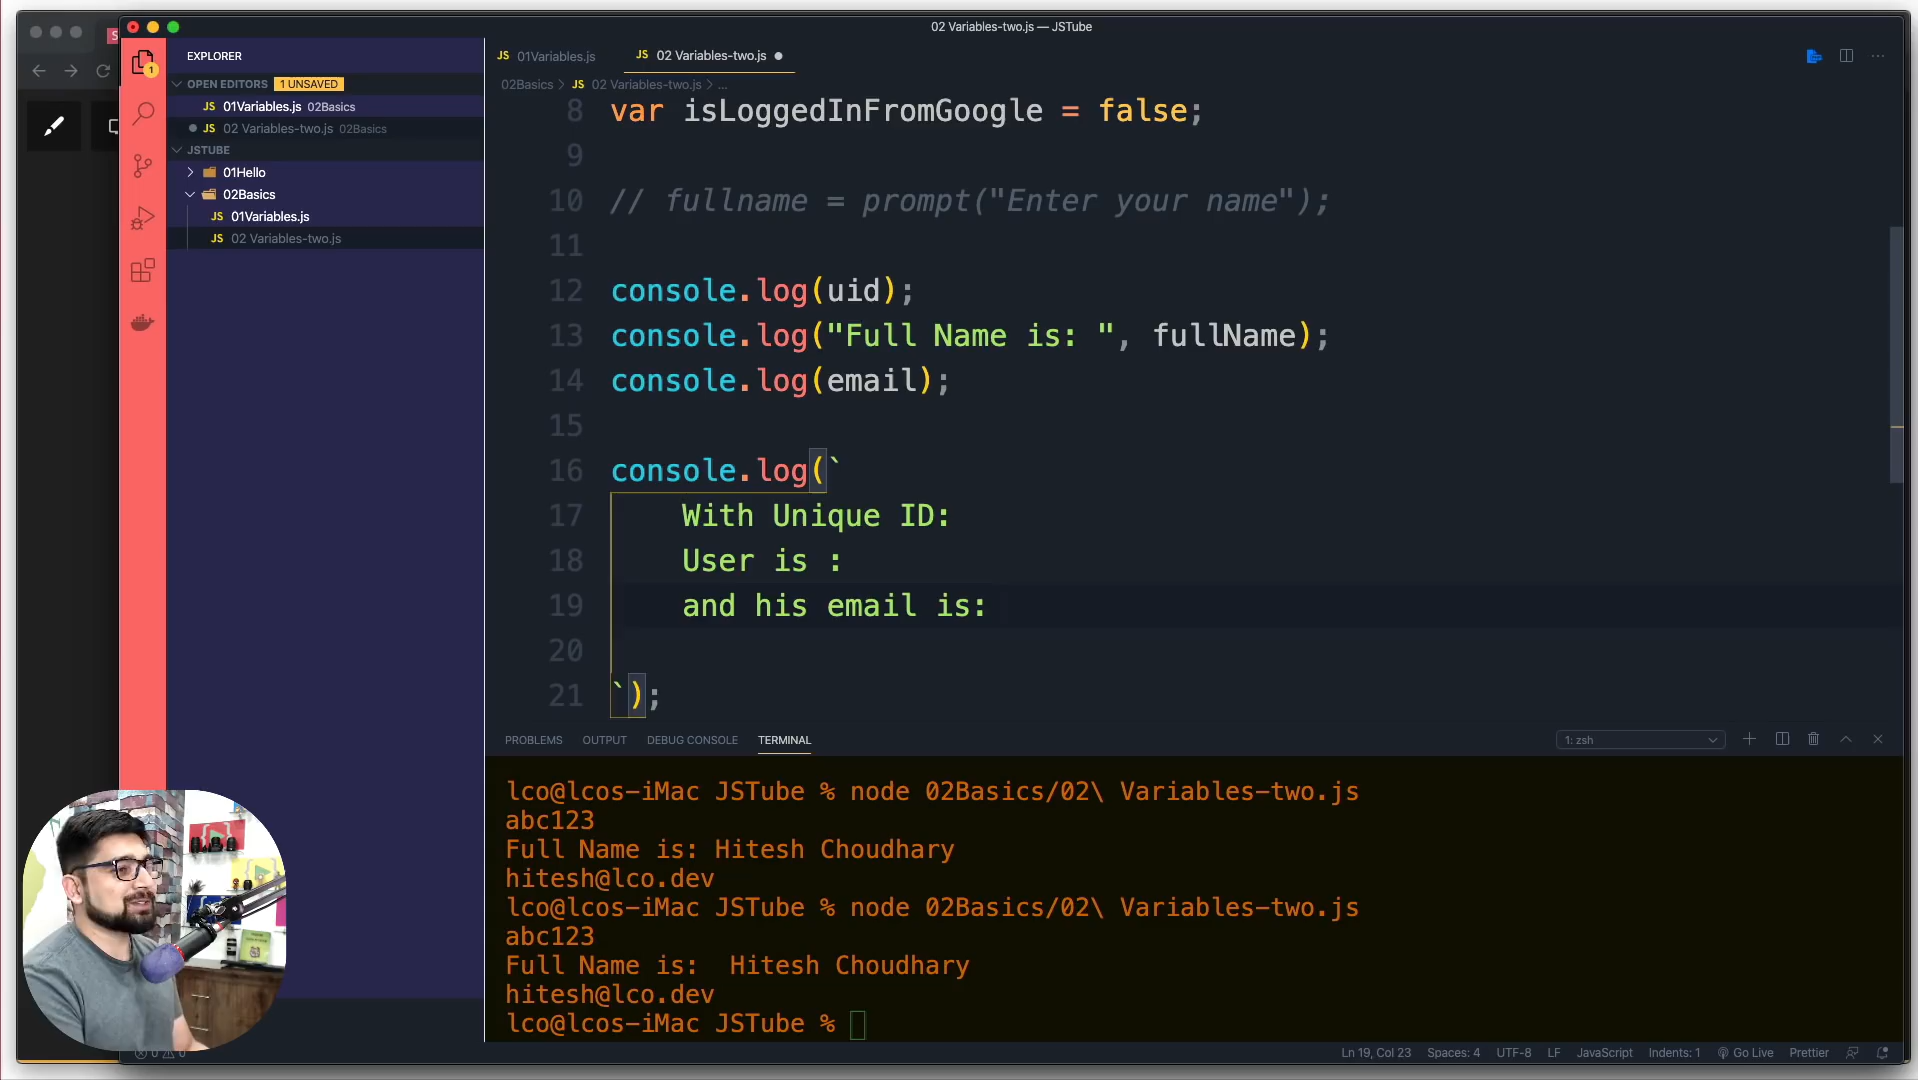 02 Variables-two.js — JSTube
EXPLORER
OPEN EDITORS 1 UNSAVED
JS 01Variables.js 02Basics
JS 02 Variables-two.js 02Basics
JSTUBE
01Hello
02Basics
JS 01Variables.js
JS 02 Variables-two.js
1
JS 01Variables.js
JS 02 Variables-two.js
02Basics > JS 02 Variables-two.js > ...
8 var isLoggedInFromGoogle = false;
9
10 // fullname = prompt("Enter your name");
11
12 console.log(uid);
13 console.log("Full Name is: ", fullName);
14 console.log(email);
15
16 console.log(`
17 With Unique ID:
18 User is :
19 and his email is:
20
21 `);
PROBLEMS OUTPUT DEBUG CONSOLE TERMINAL
1: zsh
lco@lcos-iMac JSTube % node 02Basics/02\ Variables-two.js
abc123
Full Name is: Hitesh Choudhary
hitesh@lco.dev
lco@lcos-iMac JSTube % node 02Basics/02\ Variables-two.js
abc123
Full Name is:  Hitesh Choudhary
hitesh@lco.dev
lco@lcos-iMac JSTube %
0 0
Ln 19, Col 23 Spaces: 4 UTF-8 LF JavaScript Indents: 1 Go Live Prettier